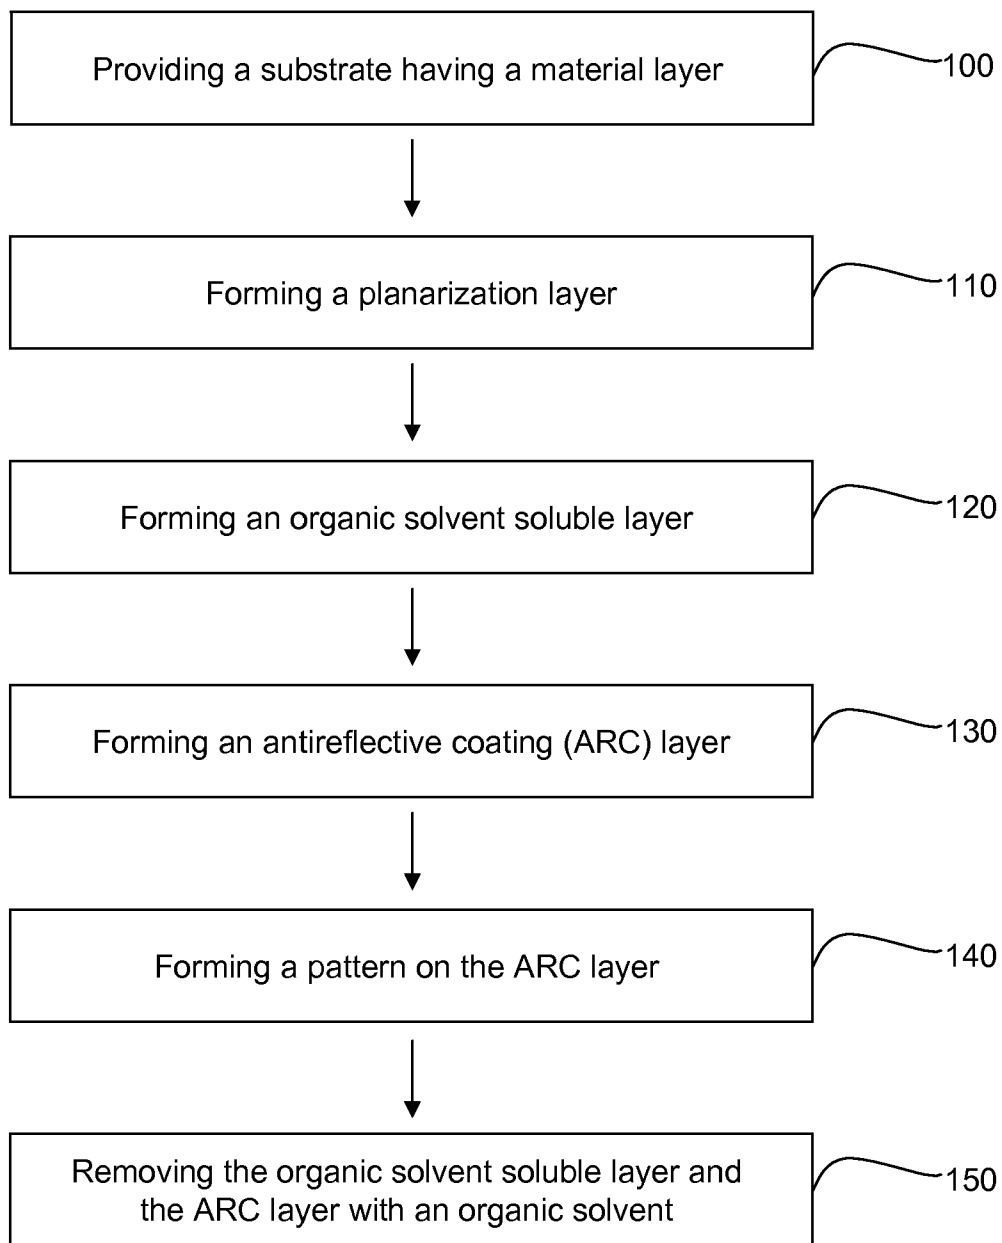 Providing a substrate having a material layer
100
Forming a planarization layer
110
Forming an organic solvent soluble layer
120
Forming an antireflective coating (ARC) layer
130
Forming a pattern on the ARC layer
140
Removing the organic solvent soluble layer and
the ARC layer with an organic solvent
150